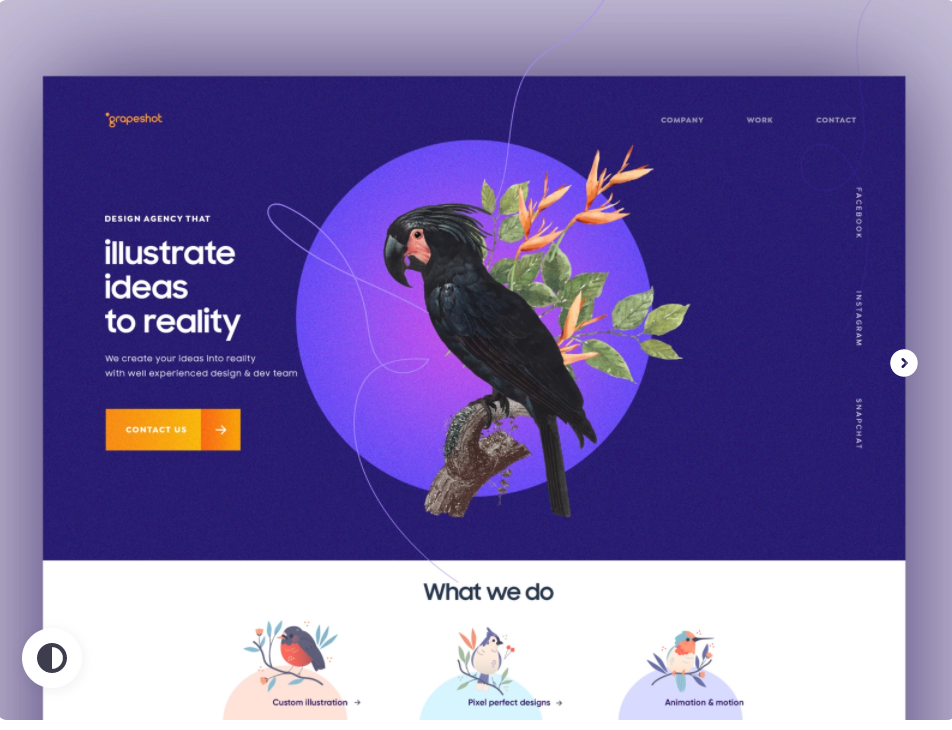 grapeshot
COMPANY
WORK
CONTACT
DESIGN AGENCY THAT
illustrate
ideas
to reality
We create your ideas into reality
with well experienced design & dev team
CONTACT US
FACEBOOK
INSTAGRAM
SNAPCHAT
What we do
Custom illustration
Pixel perfect designs
Animation & motion